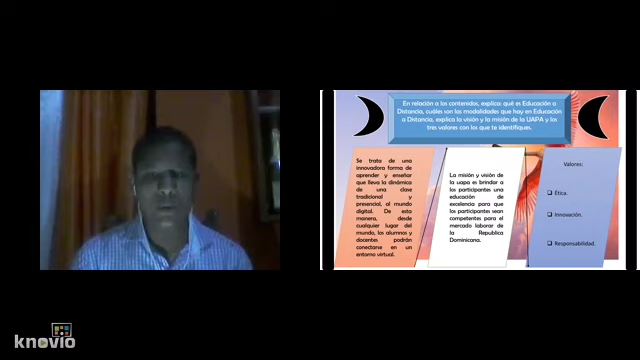 En relación a los contenidos, explica: qué es Educación a
Distancia, cuáles son las modalidades que hay en Educación
a Distancia, explica la visión y la misión de la UAPA y los
tres valores con los que te identifiques.
Se trata de una
innovadora forma de
aprender y enseñar
que lleva la dinámica
de una clase
tradicional y
presencial, al mundo
digital. De esta
manera, desde
cualquier lugar del
mundo, los alumnos y
docentes podrán
conectarse en un
entorno virtual.
La misión y visión de
la uapa es brindar a
los participantes una
educación de
excelencia para que
los participantes sean
competentes para el
mercado laborar de
la Republica
Dominicana.
Valores:
Ética.
Innovación.
Responsabilidad.
knovio